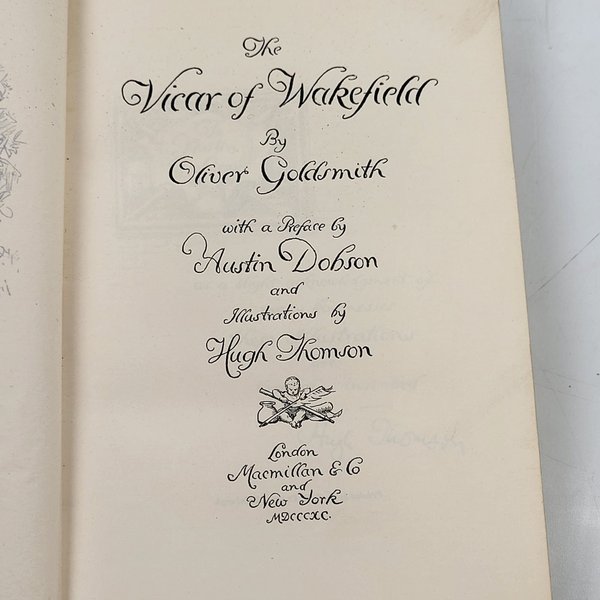 The
Vicar of Wakefield
By
Oliver Goldsmith
with a Preface by
Austin Dobson
and
Illustrations by
Hugh Thomson
London
Macmillan & Co
and
New York
MDCCCXC.